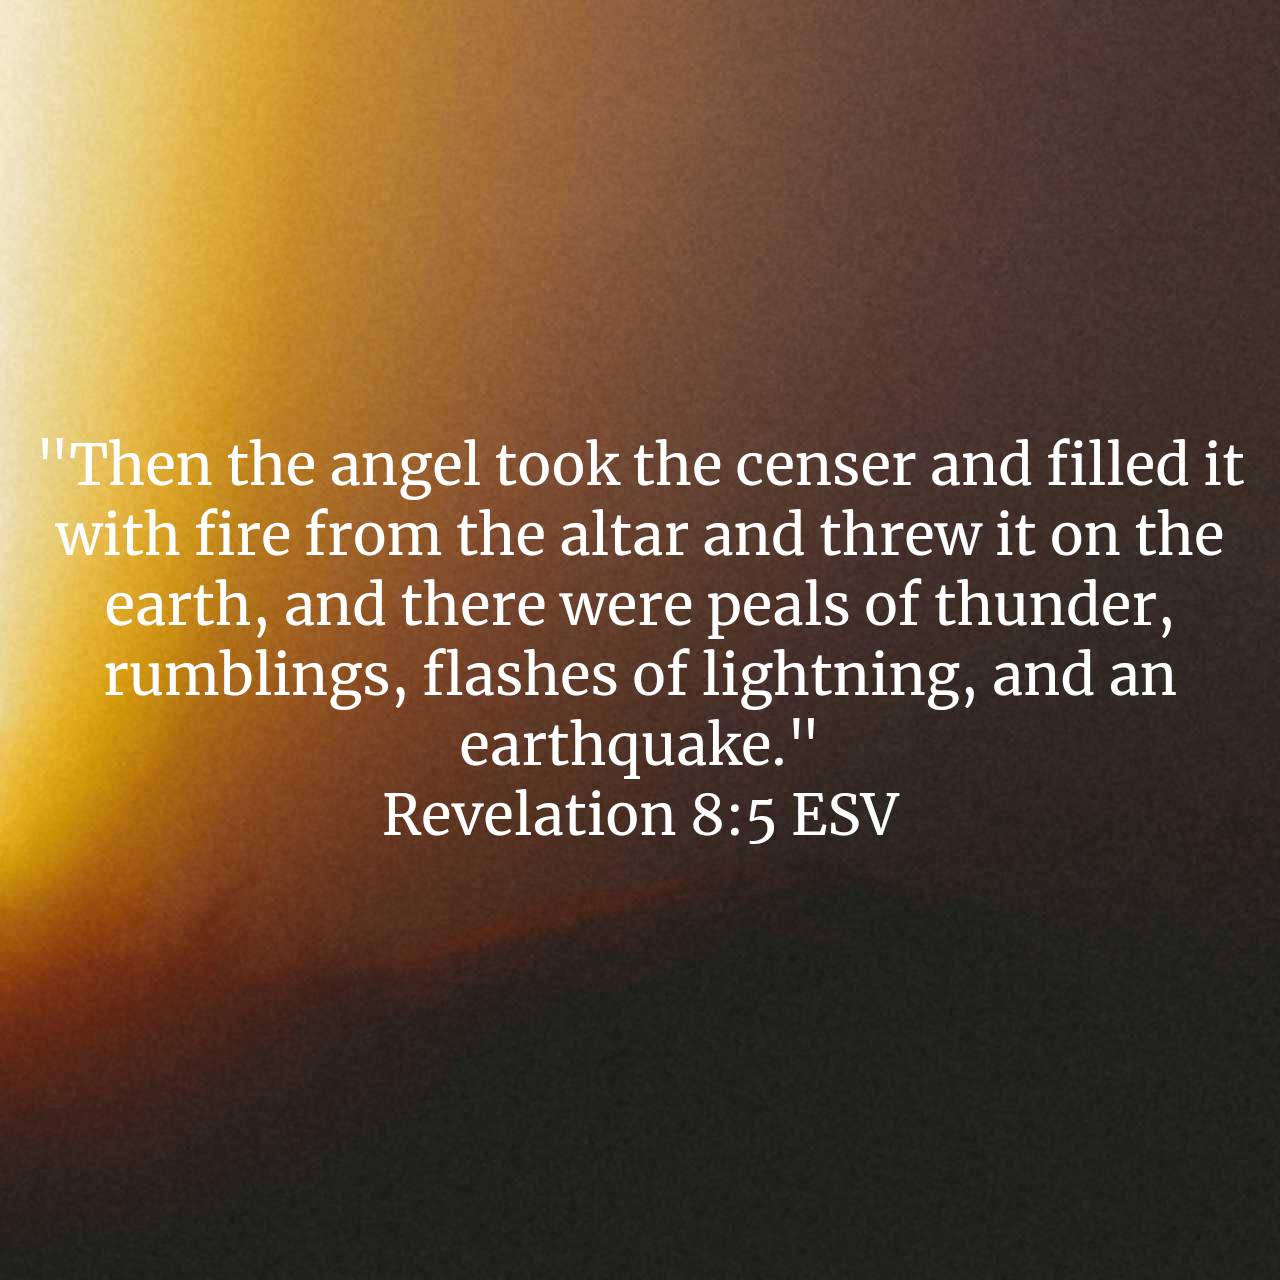 "Then the angel took the censer and filled it
with fire from the altar and threw it on the
earth, and there were peals of thunder,
rumblings, flashes of lightning, and an
earthquake."
Revelation 8:5 ESV